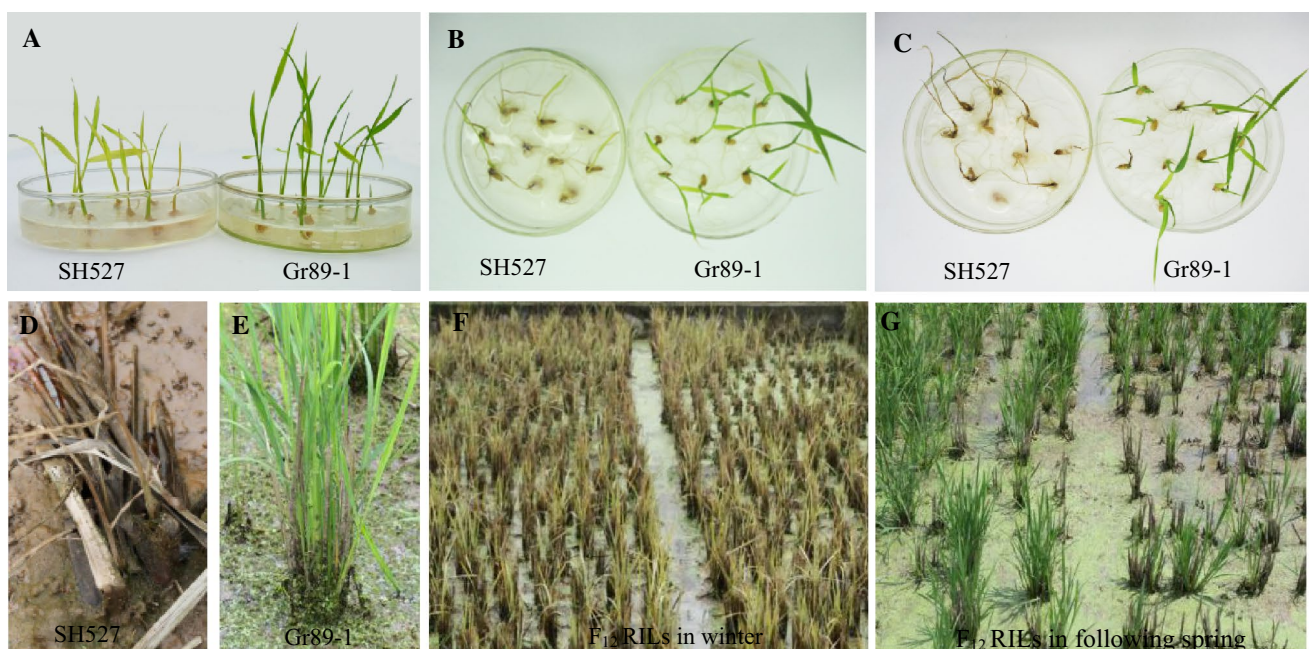 A
B
C
SH527
Gr89-1
SH527
Gr89-1
SH527
Gr89-1
D
E
F
G
SH527
Gr89-1
F₁₂ RILs in winter
F₁₂ RILs in following spring